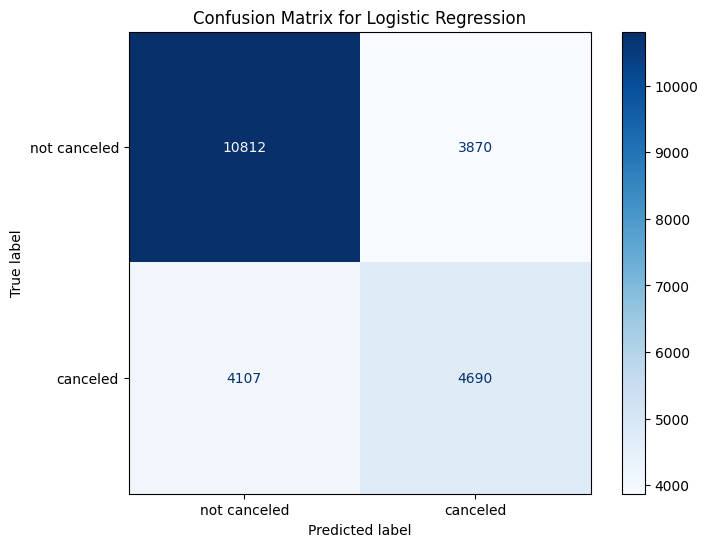 Confusion Matrix for Logistic Regression
not canceled
10812
3870
canceled
4107
4690
True label
not canceled
canceled
Predicted label
10000
9000
8000
7000
6000
5000
4000